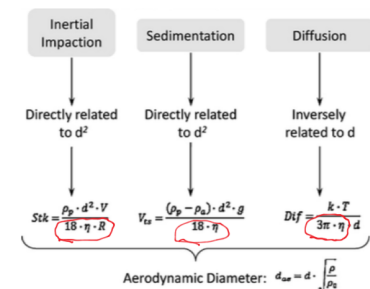 Inertial
Impaction
Sedimentation
Diffusion
Directly related
to d²
Directly related
to d²
Inversely
related to d
Stk = ρₚ · d² · V / 18 · η · R
Vₜₛ = (ρₚ − ρₐ) · d² · g / 18 · η
Dif = k · T / 3π · η · d
Aerodynamic Diameter: dₐₑ = d · √ρ/ρ₀